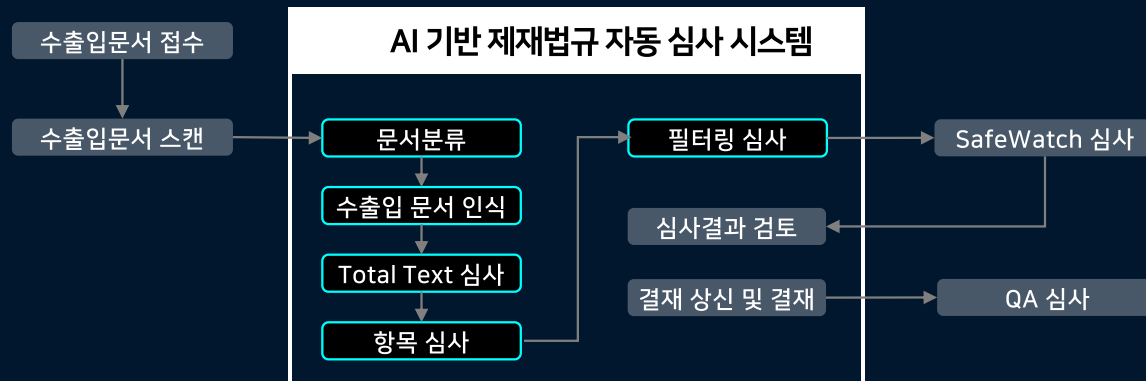 AI 기반 제재법규 자동 심사 시스템
수출입문서 접수
수출입문서 스캔
문서분류
수출입 문서 인식
Total Text 심사
항목 심사
필터링 심사
SafeWatch 심사
심사결과 검토
결재 상신 및 결재
QA 심사